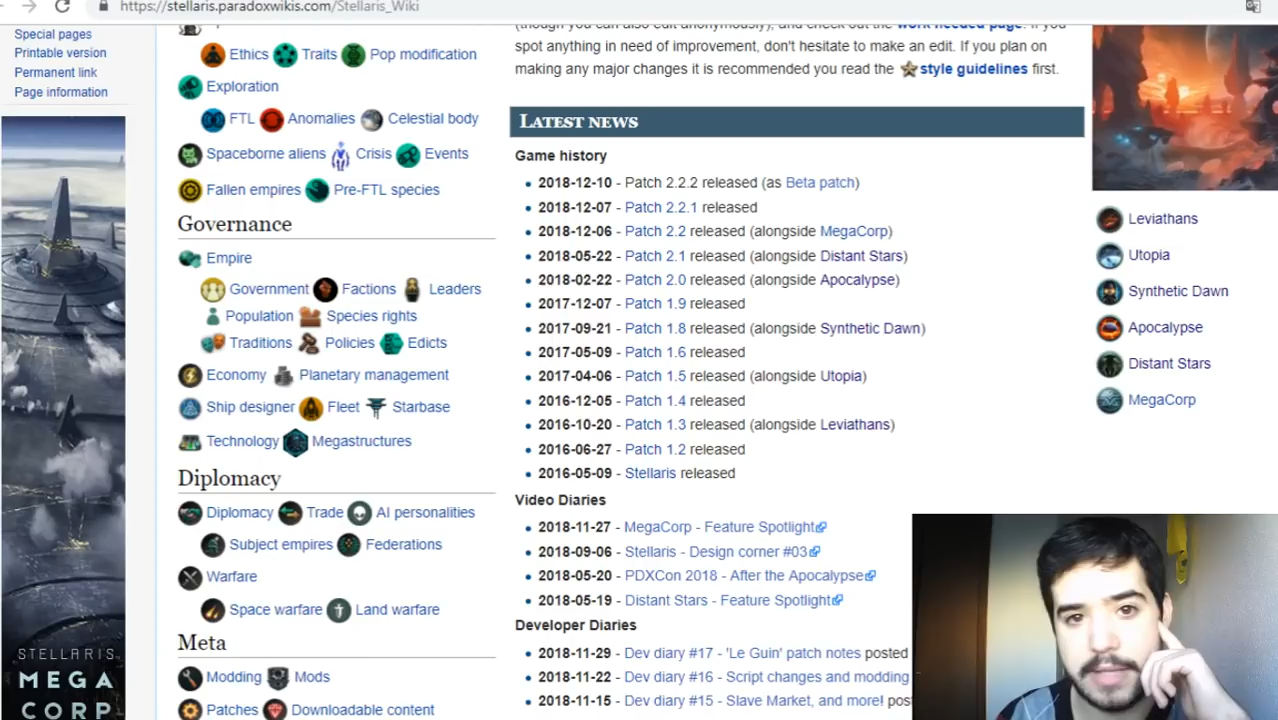 https://stellaris.paradoxwikis.com/Stellaris_Wiki
Special pages
Printable version
Permanent link
Page information
STELLARIS
MEGA
CORP
Ethics Traits Pop modification
Exploration
FTL Anomalies Celestial body
Spaceborne aliens Crisis Events
Fallen empires Pre-FTL species
Governance
Empire
Government Factions Leaders
Population Species rights
Traditions Policies Edicts
Economy Planetary management
Ship designer Fleet Starbase
Technology Megastructures
Diplomacy
Diplomacy Trade AI personalities
Subject empires Federations
Warfare
Space warfare Land warfare
Meta
Modding Mods
Patches Downloadable content
(though you can also edit anonymously), and check out the work needed page. If you
spot anything in need of improvement, don't hesitate to make an edit. If you plan on
making any major changes it is recommended you read the style guidelines first.
LATEST NEWS
Game history
2018-12-10 - Patch 2.2.2 released (as Beta patch)
2018-12-07 - Patch 2.2.1 released
2018-12-06 - Patch 2.2 released (alongside MegaCorp)
2018-05-22 - Patch 2.1 released (alongside Distant Stars)
2018-02-22 - Patch 2.0 released (alongside Apocalypse)
2017-12-07 - Patch 1.9 released
2017-09-21 - Patch 1.8 released (alongside Synthetic Dawn)
2017-05-09 - Patch 1.6 released
2017-04-06 - Patch 1.5 released (alongside Utopia)
2016-12-05 - Patch 1.4 released
2016-10-20 - Patch 1.3 released (alongside Leviathans)
2016-06-27 - Patch 1.2 released
2016-05-09 - Stellaris released
Video Diaries
2018-11-27 - MegaCorp - Feature Spotlight
2018-09-06 - Stellaris - Design corner #03
2018-05-20 - PDXCon 2018 - After the Apocalypse
2018-05-19 - Distant Stars - Feature Spotlight
Developer Diaries
2018-11-29 - Dev diary #17 - 'Le Guin' patch notes posted
2018-11-22 - Dev diary #16 - Script changes and modding
2018-11-15 - Dev diary #15 - Slave Market, and more! pos
Leviathans
Utopia
Synthetic Dawn
Apocalypse
Distant Stars
MegaCorp